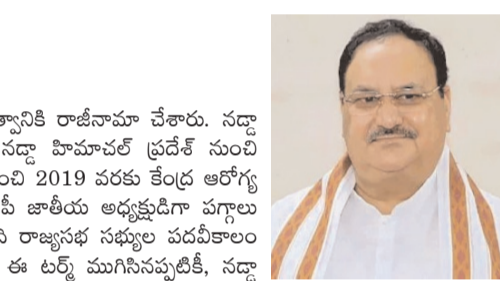 త్వానికి రాజీనామా చేశారు. నడ్డా
నడ్డా హిమాచల్ ప్రదేశ్ నుంచి
ంచి 2019 వరకు కేంద్ర ఆరోగ్య
పీ జాతీయ అధ్యక్షుడిగా పగ్గాలు
ని రాజ్యసభ సభ్యుల పదవీకాలం
ఈ టర్మ్ ముగిసినప్పటికీ, నడ్డా